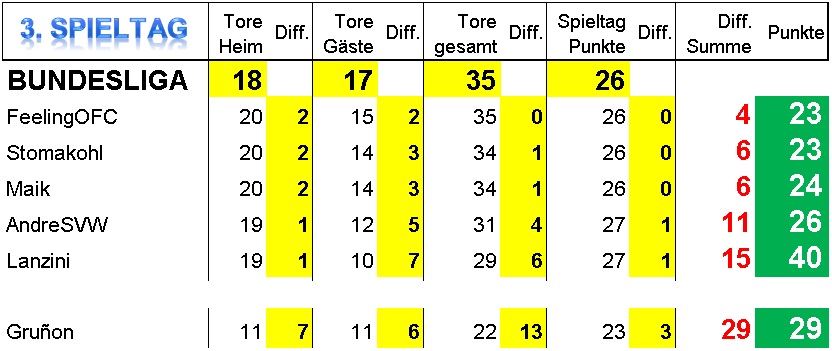 3. SPIELTAG Tore Heim Diff. Tore Gäste Diff. Tore gesamt Diff. Spieltag Punkte Diff. Diff. Summe Punkte
BUNDESLIGA 18 17 35 26
FeelingOFC 20 2 15 2 35 0 26 0 4 23
Stomakohl 20 2 14 3 34 1 26 0 6 23
Maik 20 2 14 3 34 1 26 0 6 24
AndreSVW 19 1 12 5 31 4 27 1 11 26
Lanzini 19 1 10 7 29 6 27 1 15 40
Gruñon 11 7 11 6 22 13 23 3 29 29